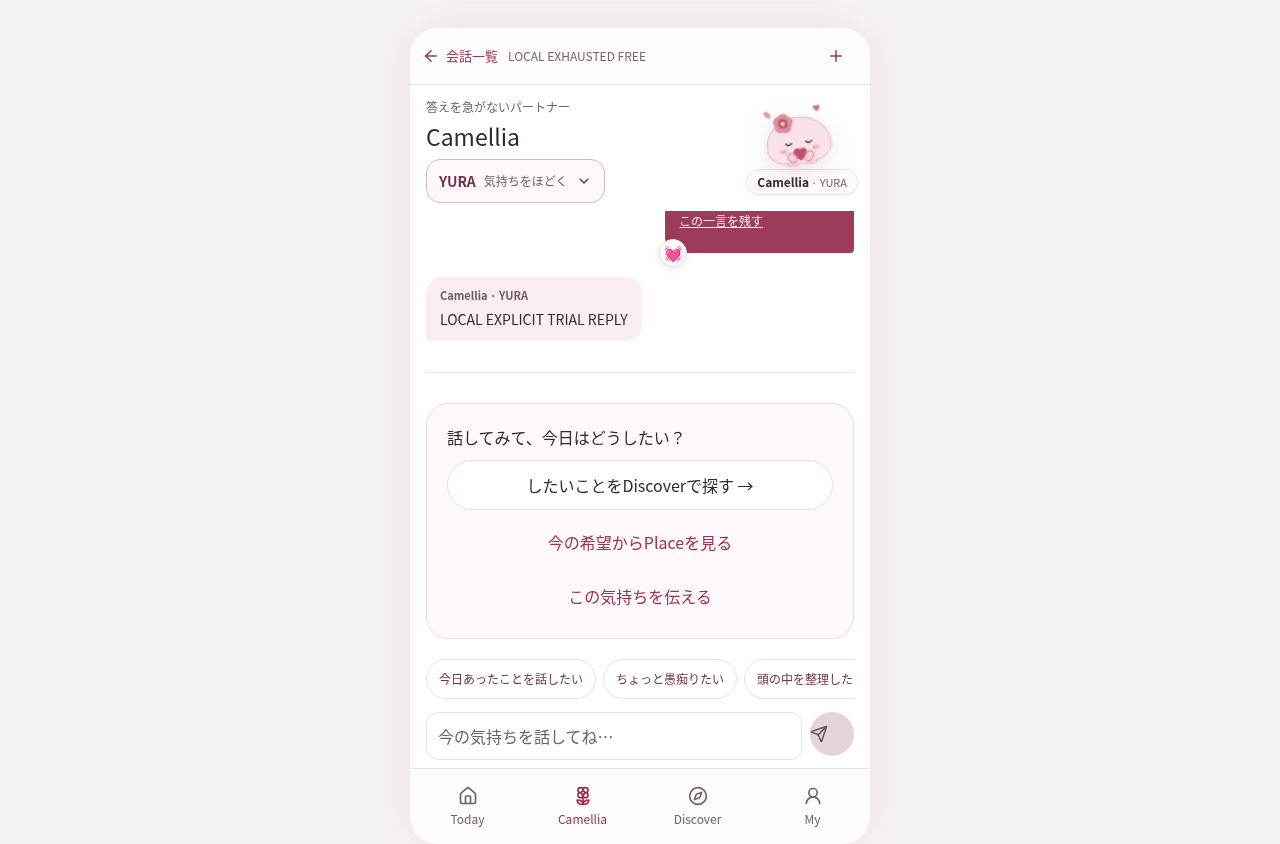 会話一覧 LOCAL EXHAUSTED FREE
答えを急がないパートナー
Camellia
YURA 気持ちをほどく
Camellia · YURA
この一言を残す
Camellia · YURA
LOCAL EXPLICIT TRIAL REPLY
話してみて、今日はどうしたい？
したいことをDiscoverで探す →
今の希望からPlaceを見る
この気持ちを伝える
今日あったことを話したい
ちょっと愚痴りたい
頭の中を整理した
今の気持ちを話してね…
Today
Camellia
Discover
My